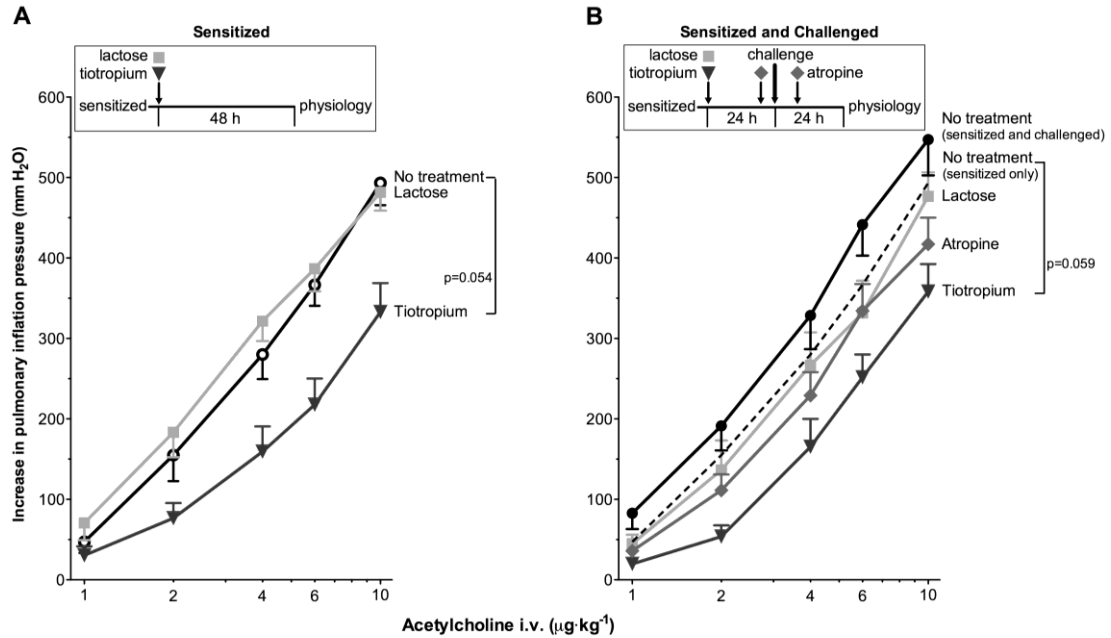 A
Sensitized
lactose
tiotropium
sensitized
physiology
48 h
600
500
400
300
200
100
0
Increase in pulmonary inflation pressure (mm H₂O)
No treatment
Lactose
p=0.054
Tiotropium
1
2
4
6
10
B
Sensitized and Challenged
lactose
challenge
tiotropium
atropine
sensitized
physiology
24 h
24 h
600
500
400
300
200
100
0
No treatment
(sensitized and challenged)
No treatment
(sensitized only)
Lactose
Atropine
p=0.059
Tiotropium
1
2
4
6
10
Acetylcholine i.v. (μg·kg⁻¹)